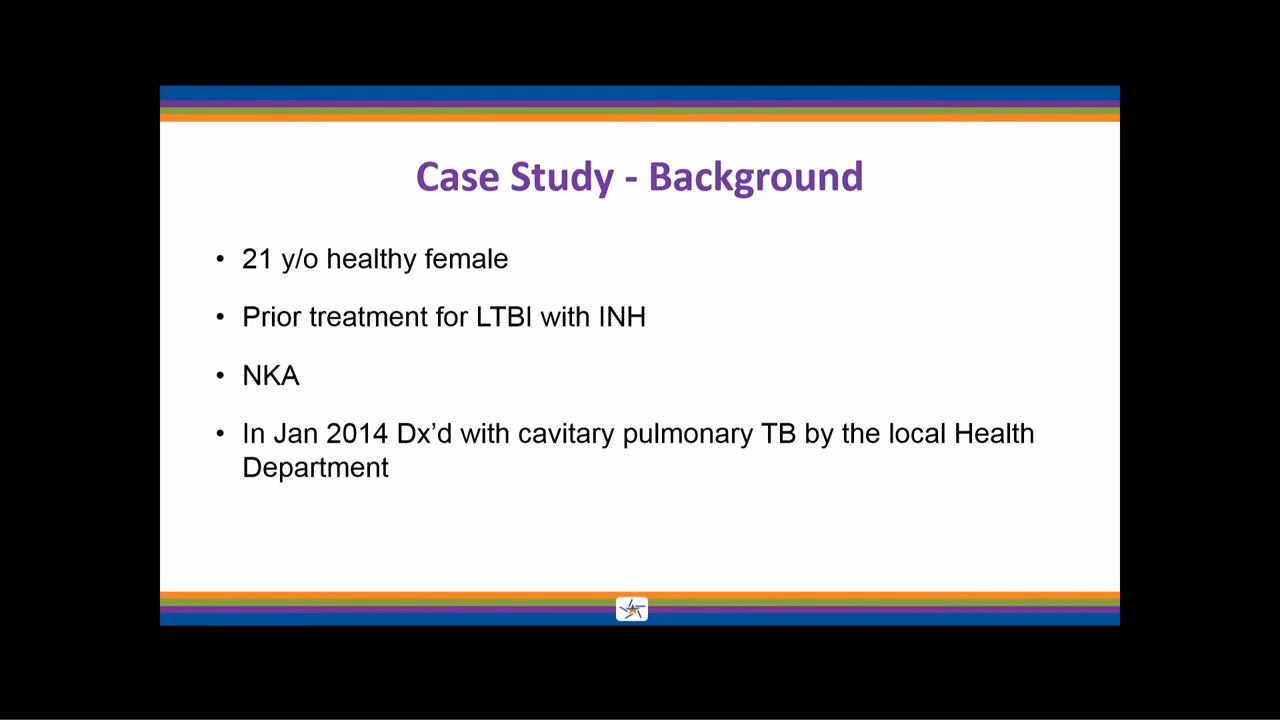 Case Study - Background
• 21 y/o healthy female
• Prior treatment for LTBI with INH
• NKA
• In Jan 2014 Dx’d with cavitary pulmonary TB by the local Health
Department